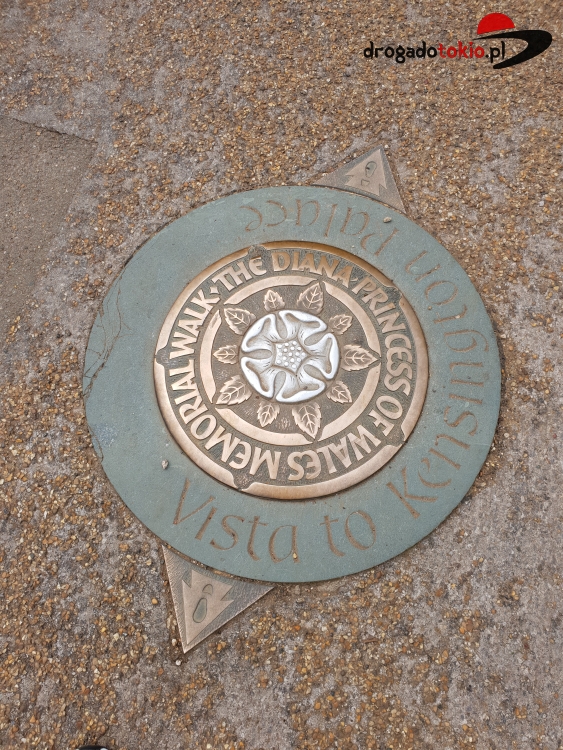 drogadotokio.pl
THE DIANA PRINCESS OF WALES MEMORIAL WALK
Vista to Kensington Palace